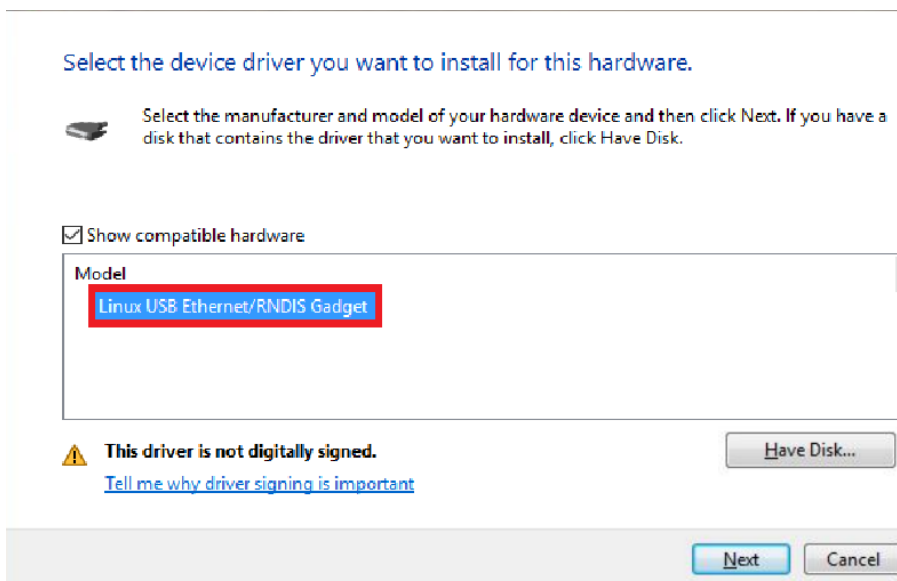 Select the device driver you want to install for this hardware.
Select the manufacturer and model of your hardware device and then click Next. If you have a
disk that contains the driver that you want to install, click Have Disk.
Show compatible hardware
Model
Linux USB Ethernet/RNDIS Gadget
This driver is not digitally signed.
Have Disk...
Tell me why driver signing is important
Next
Cancel